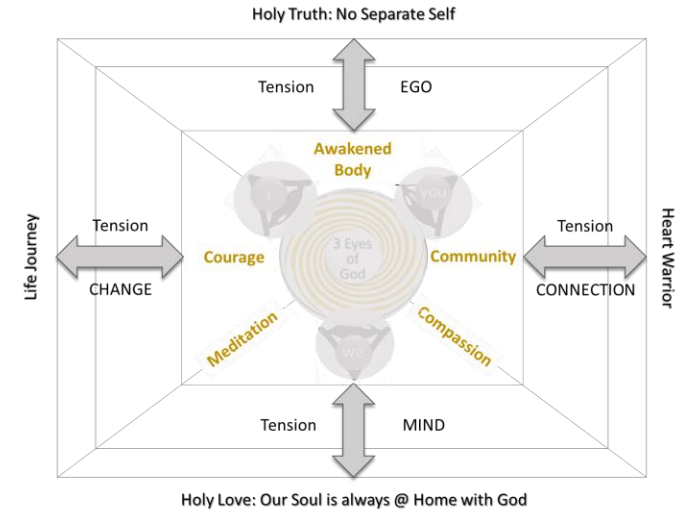 Holy Truth: No Separate Self
Tension
EGO
Awakened
Body
I
you
Life Journey
Heart Warrior
Tension
Tension
3 Eyes
of
God
Courage
Community
CHANGE
CONNECTION
Meditation
Compassion
we
Tension
MIND
Holy Love: Our Soul is always @ Home with God